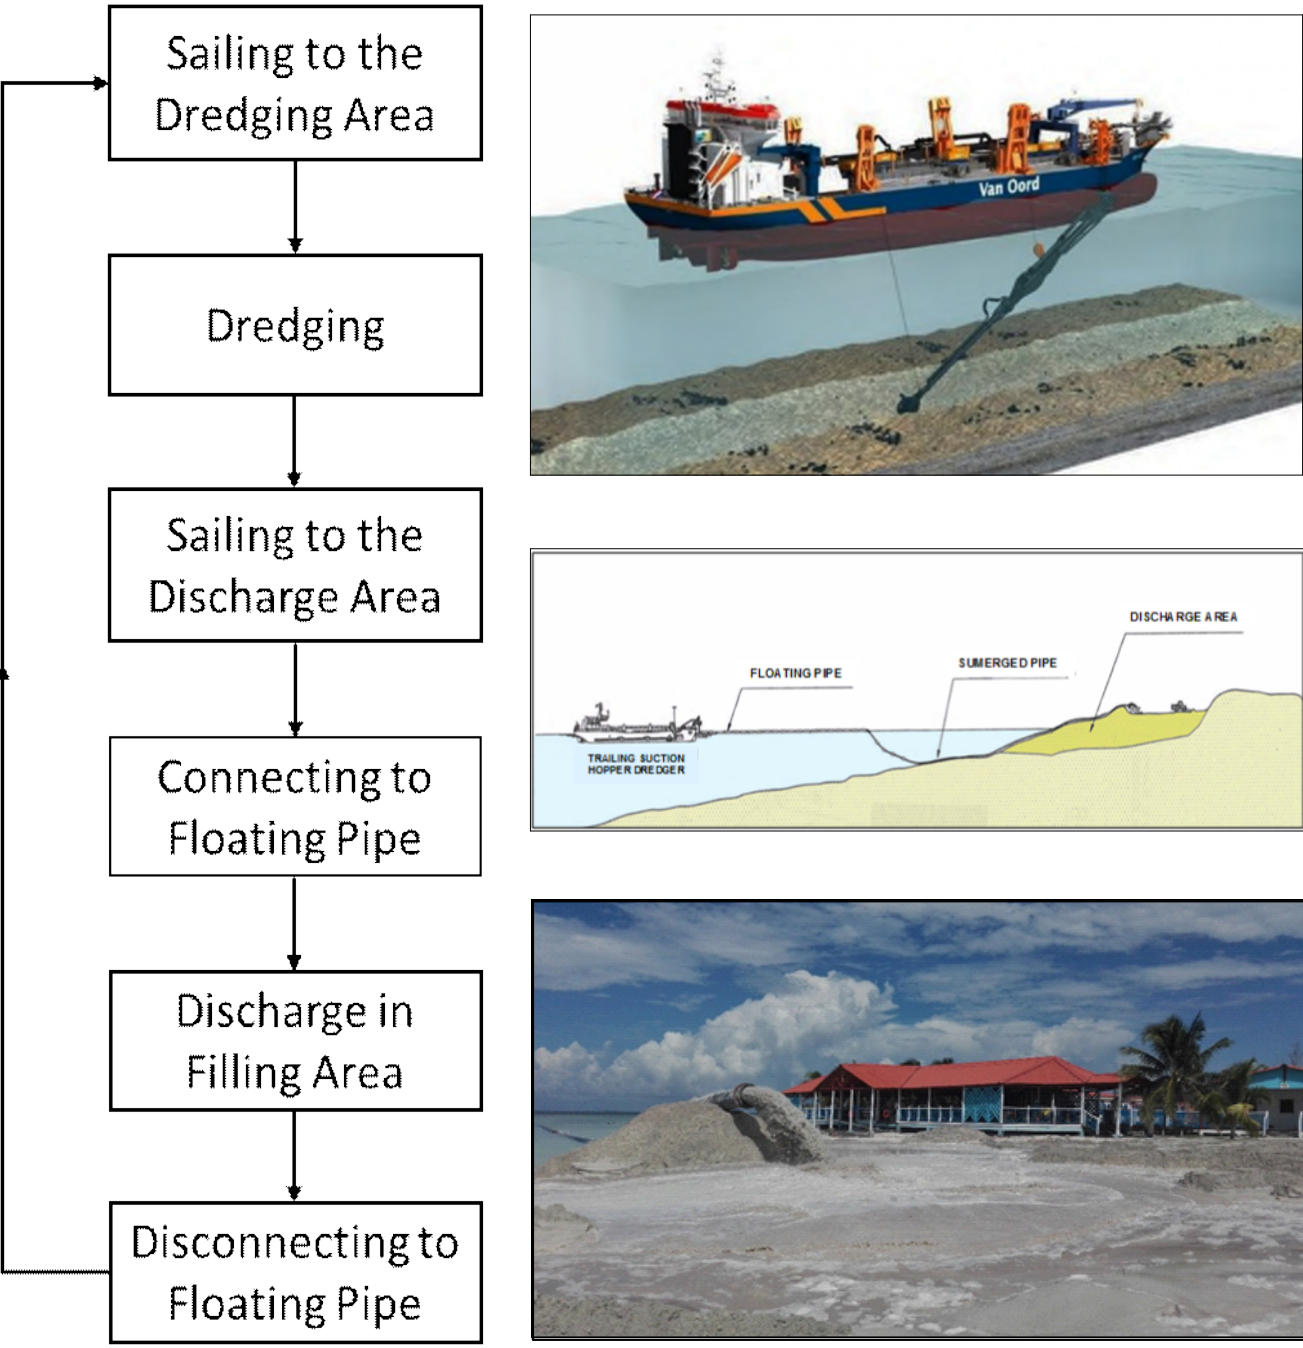 Sailing to the
Dredging Area
Dredging
Sailing to the
Discharge Area
Connecting to
Floating Pipe
Discharge in
Filling Area
Disconnecting to
Floating Pipe
Van Oord
DISCHARGE AREA
SUMERGED PIPE
FLOATING PIPE
TRAILING SUCTION
HOPPER DREDGER